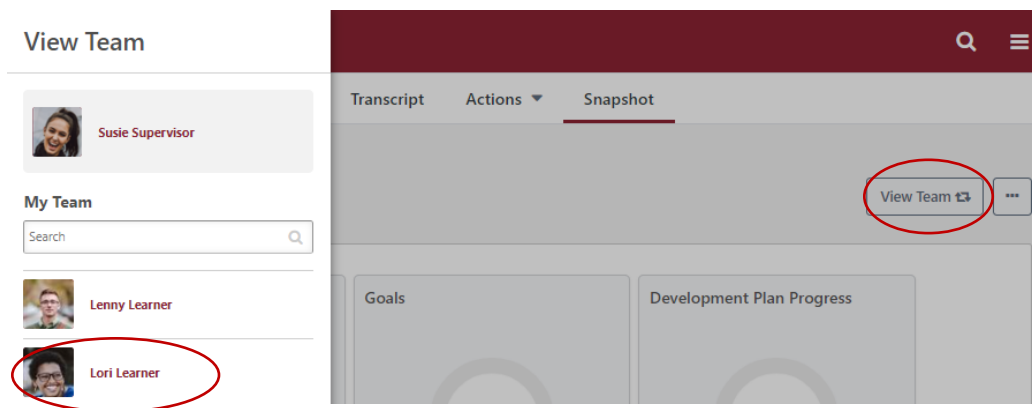 View Team
Transcript Actions Snapshot
Susie Supervisor
View Team
My Team
Search
Lenny Learner
Goals Development Plan Progress
Lori Learner